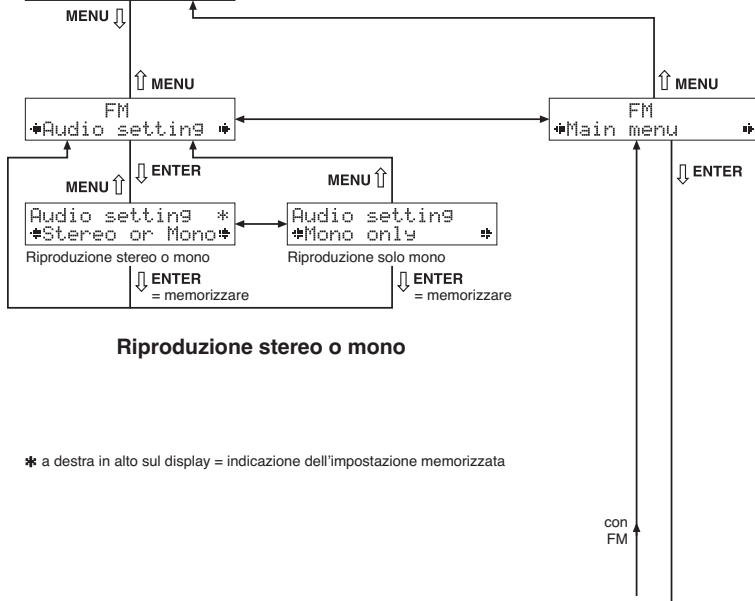 MENU
MENU
MENU
FM
Audio setting
FM
Main menu
MENU
ENTER
MENU
ENTER
Audio setting *
Stereo or Mono
Audio setting
Mono only
Riproduzione stereo o mono
Riproduzione solo mono
ENTER
= memorizzare
ENTER
= memorizzare
Riproduzione stereo o mono
* a destra in alto sul display = indicazione dell'impostazione memorizzata
con
FM